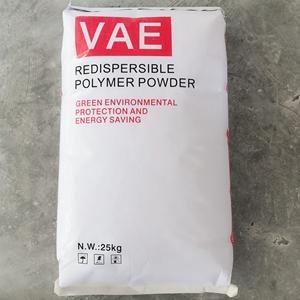 VAE
REDISPERSIBLE
POLYMER POWDER
GREEN ENVIRONMENTAL
PROTECTION AND
ENERGY SAVING
N.W.:25kg